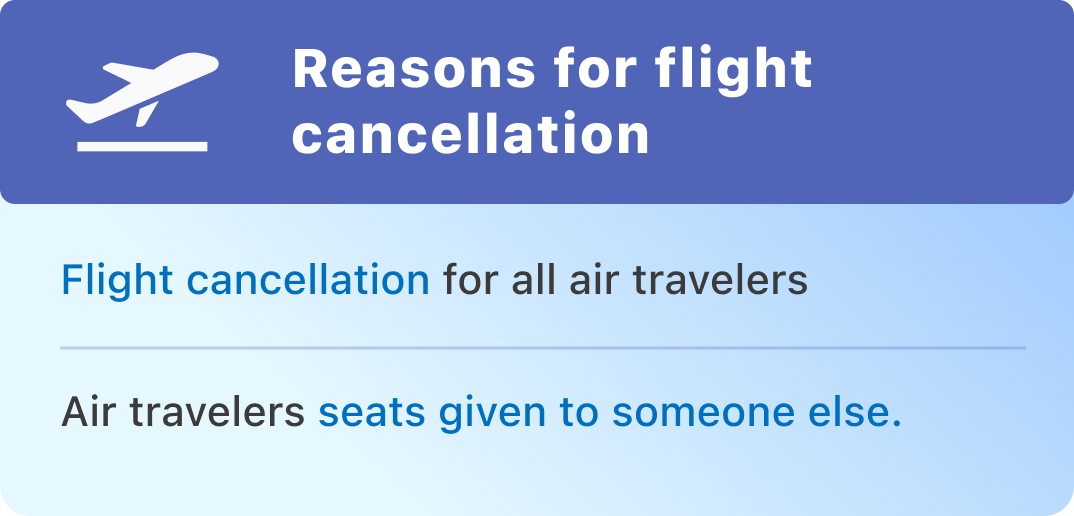 Reasons for flight
cancellation
Flight cancellation for all air travelers
Air travelers seats given to someone else.